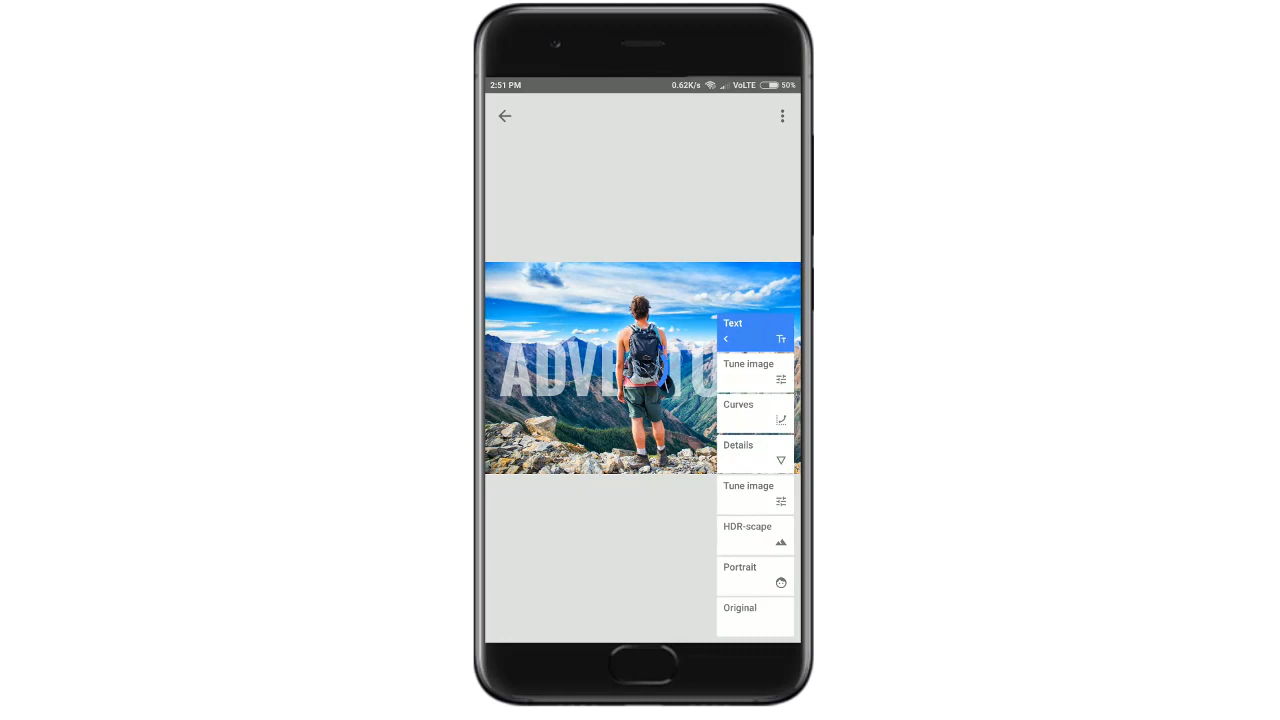 2:51 PM 0.62K/s VoLTE 50%
Text
Tт
Tune image
ADVE
Curves
Details
Tune image
HDR-scape
Portrait
Original